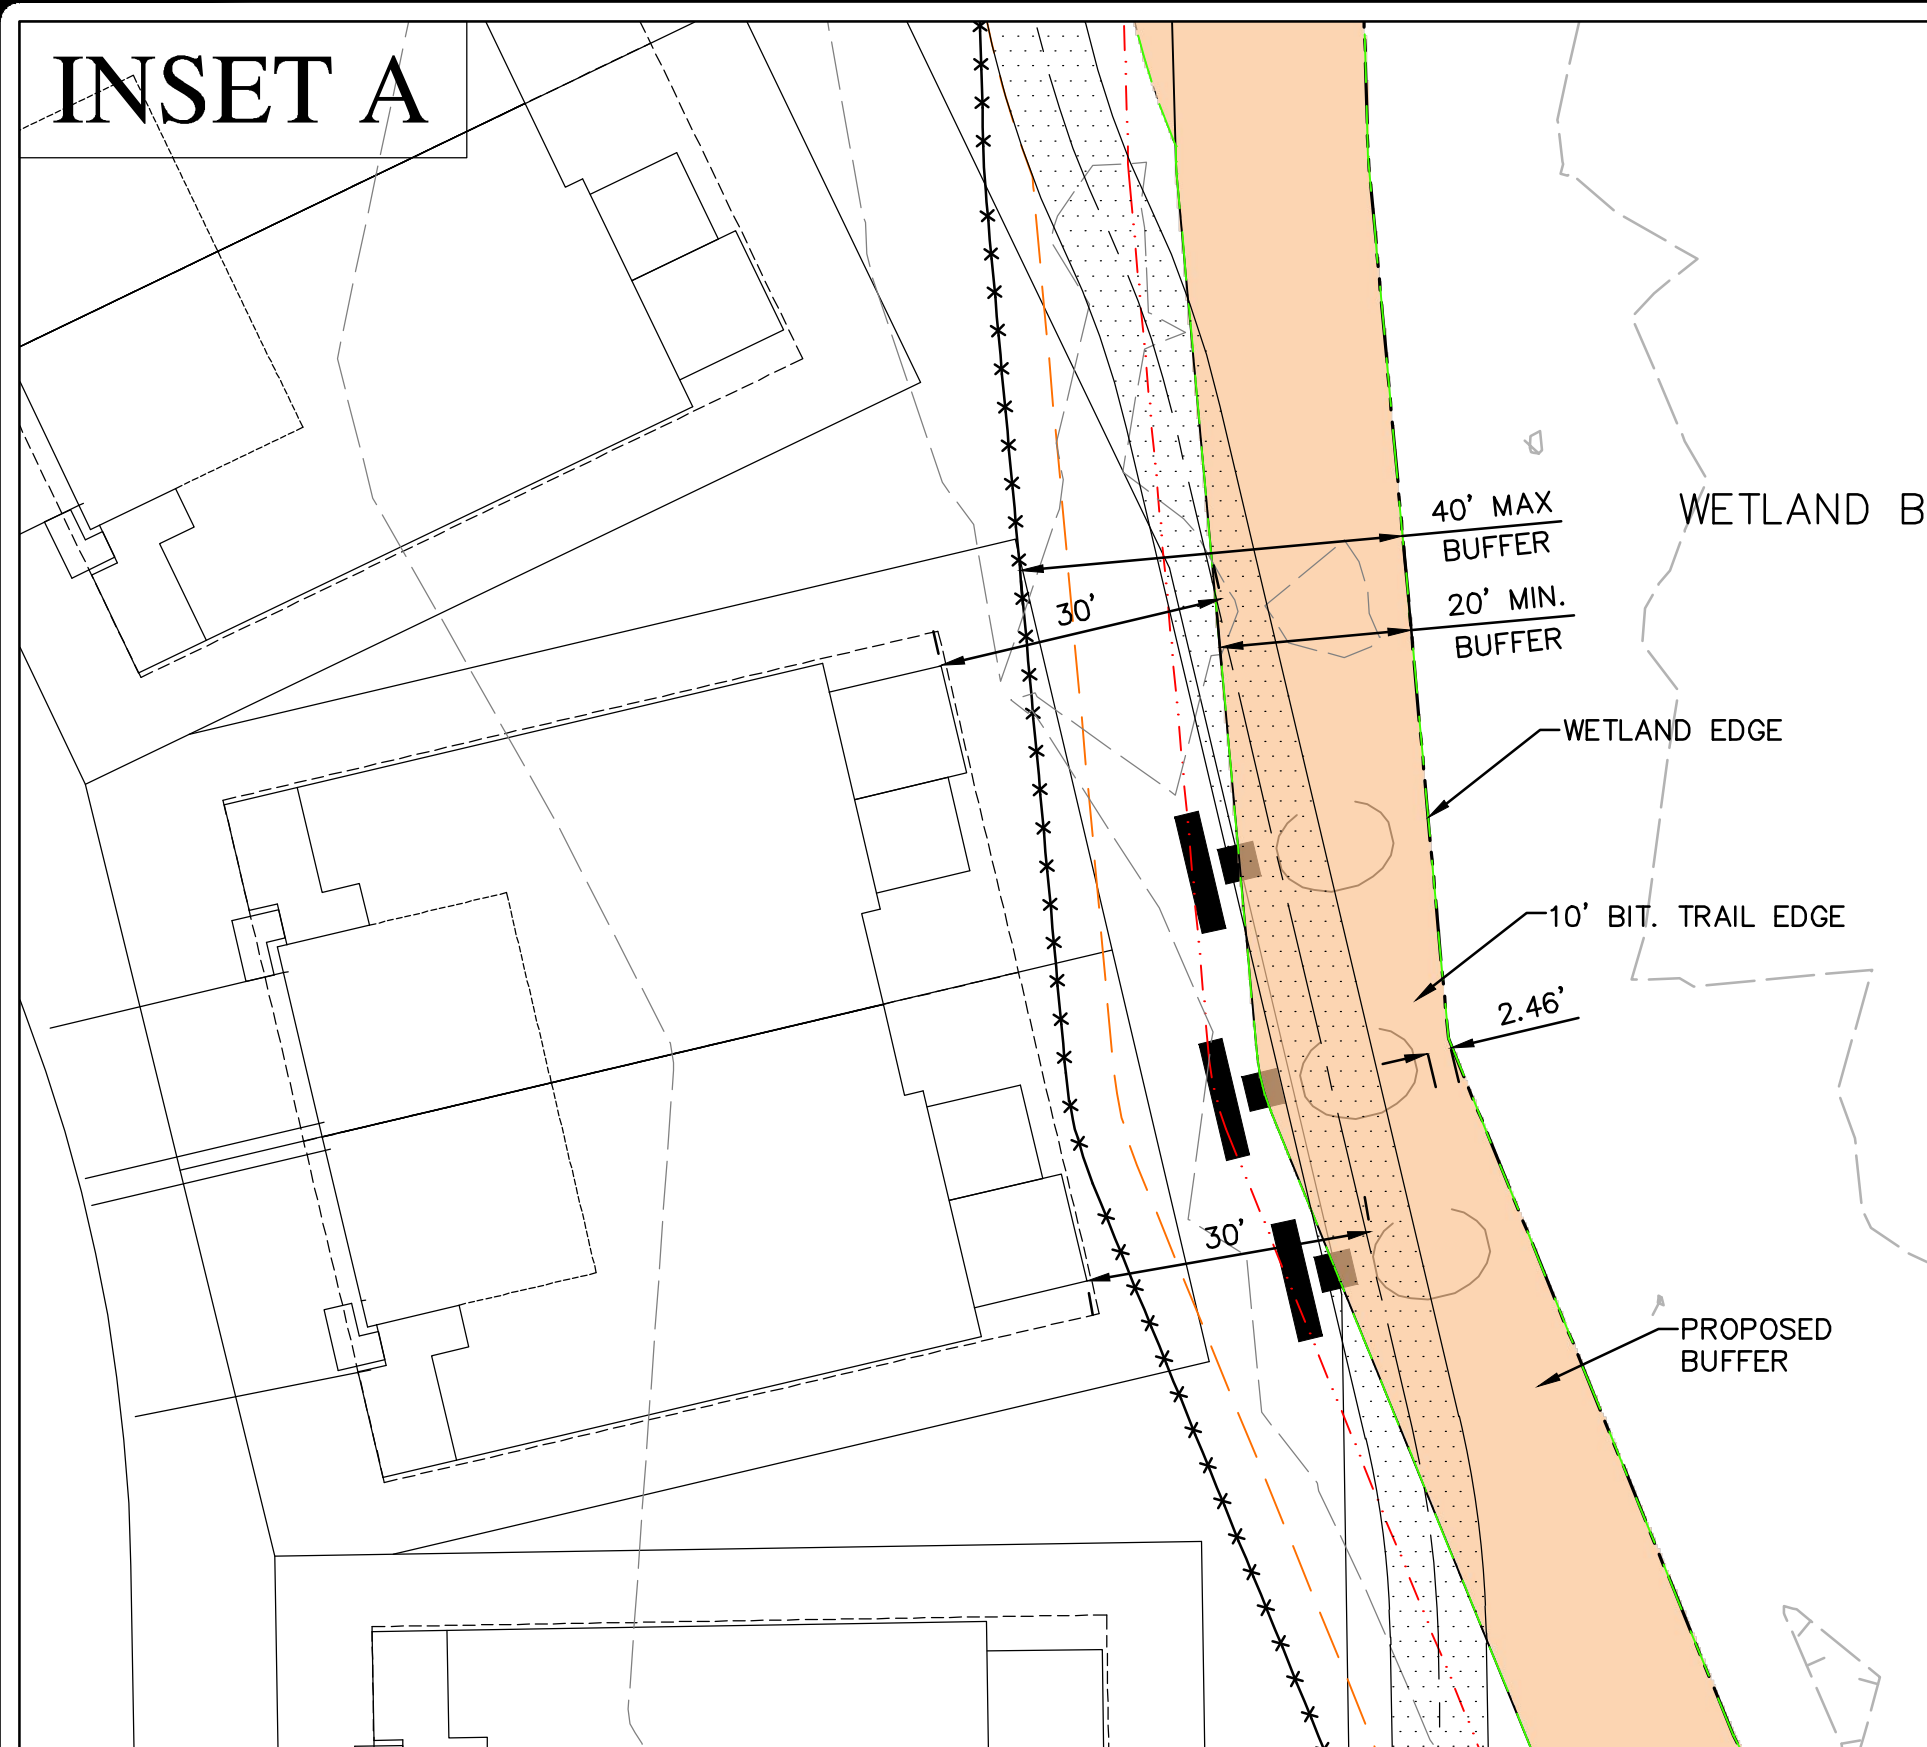 INSET A
40' MAX
BUFFER
WETLAND B
30'
20' MIN.
BUFFER
WETLAND EDGE
10' BIT. TRAIL EDGE
2.46'
30'
PROPOSED
BUFFER